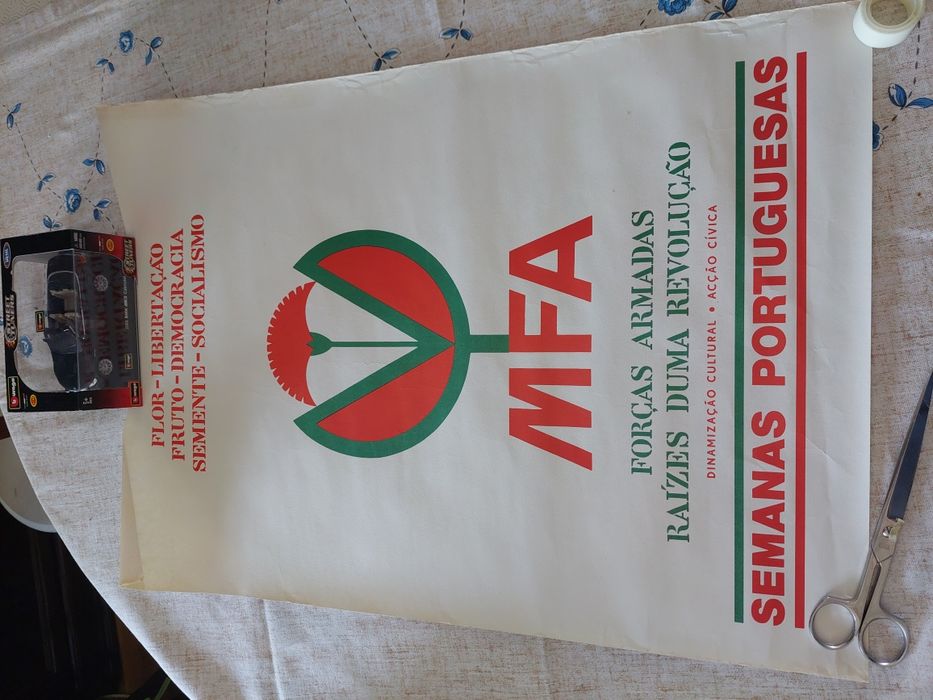 FLOR - LIBERTAÇÃO
FRUTO - DEMOCRACIA
SEMENTE - SOCIALISMO
MFA
FORÇAS ARMADAS
RAÍZES DUMA REVOLUÇÃO
DINAMIZAÇÃO CULTURAL • ACÇÃO CÍVICA
SEMANAS PORTUGUESAS